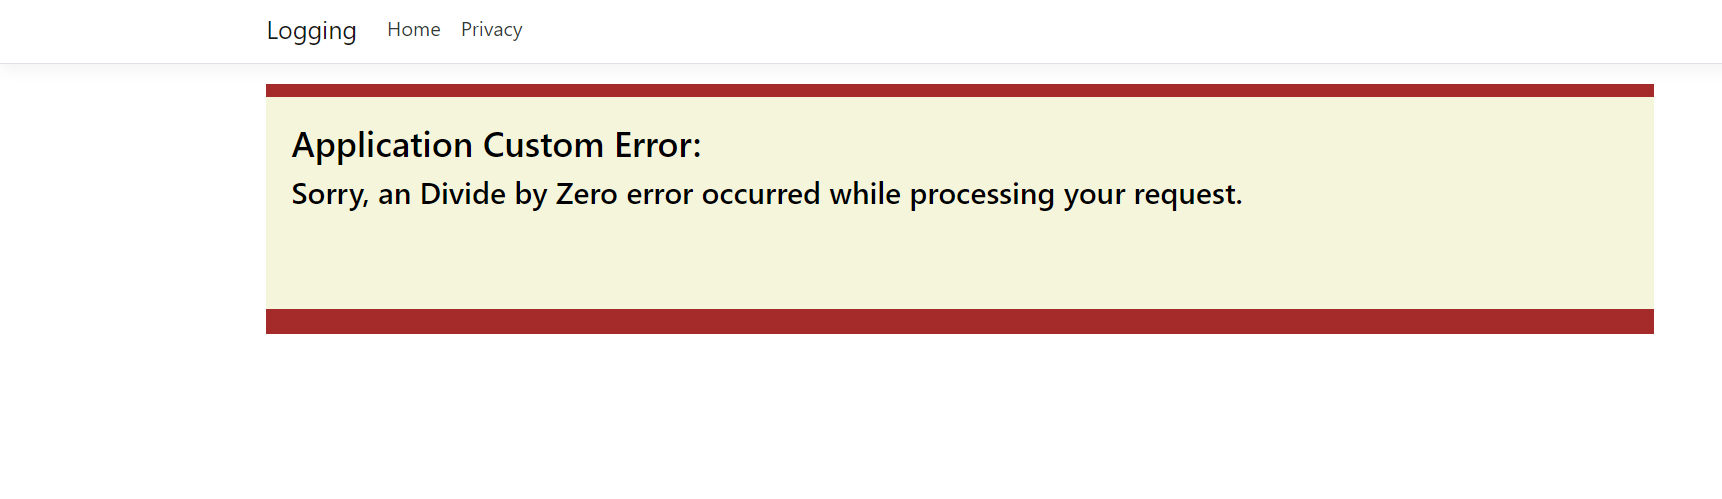 Logging Home Privacy
Application Custom Error:
Sorry, an Divide by Zero error occurred while processing your request.